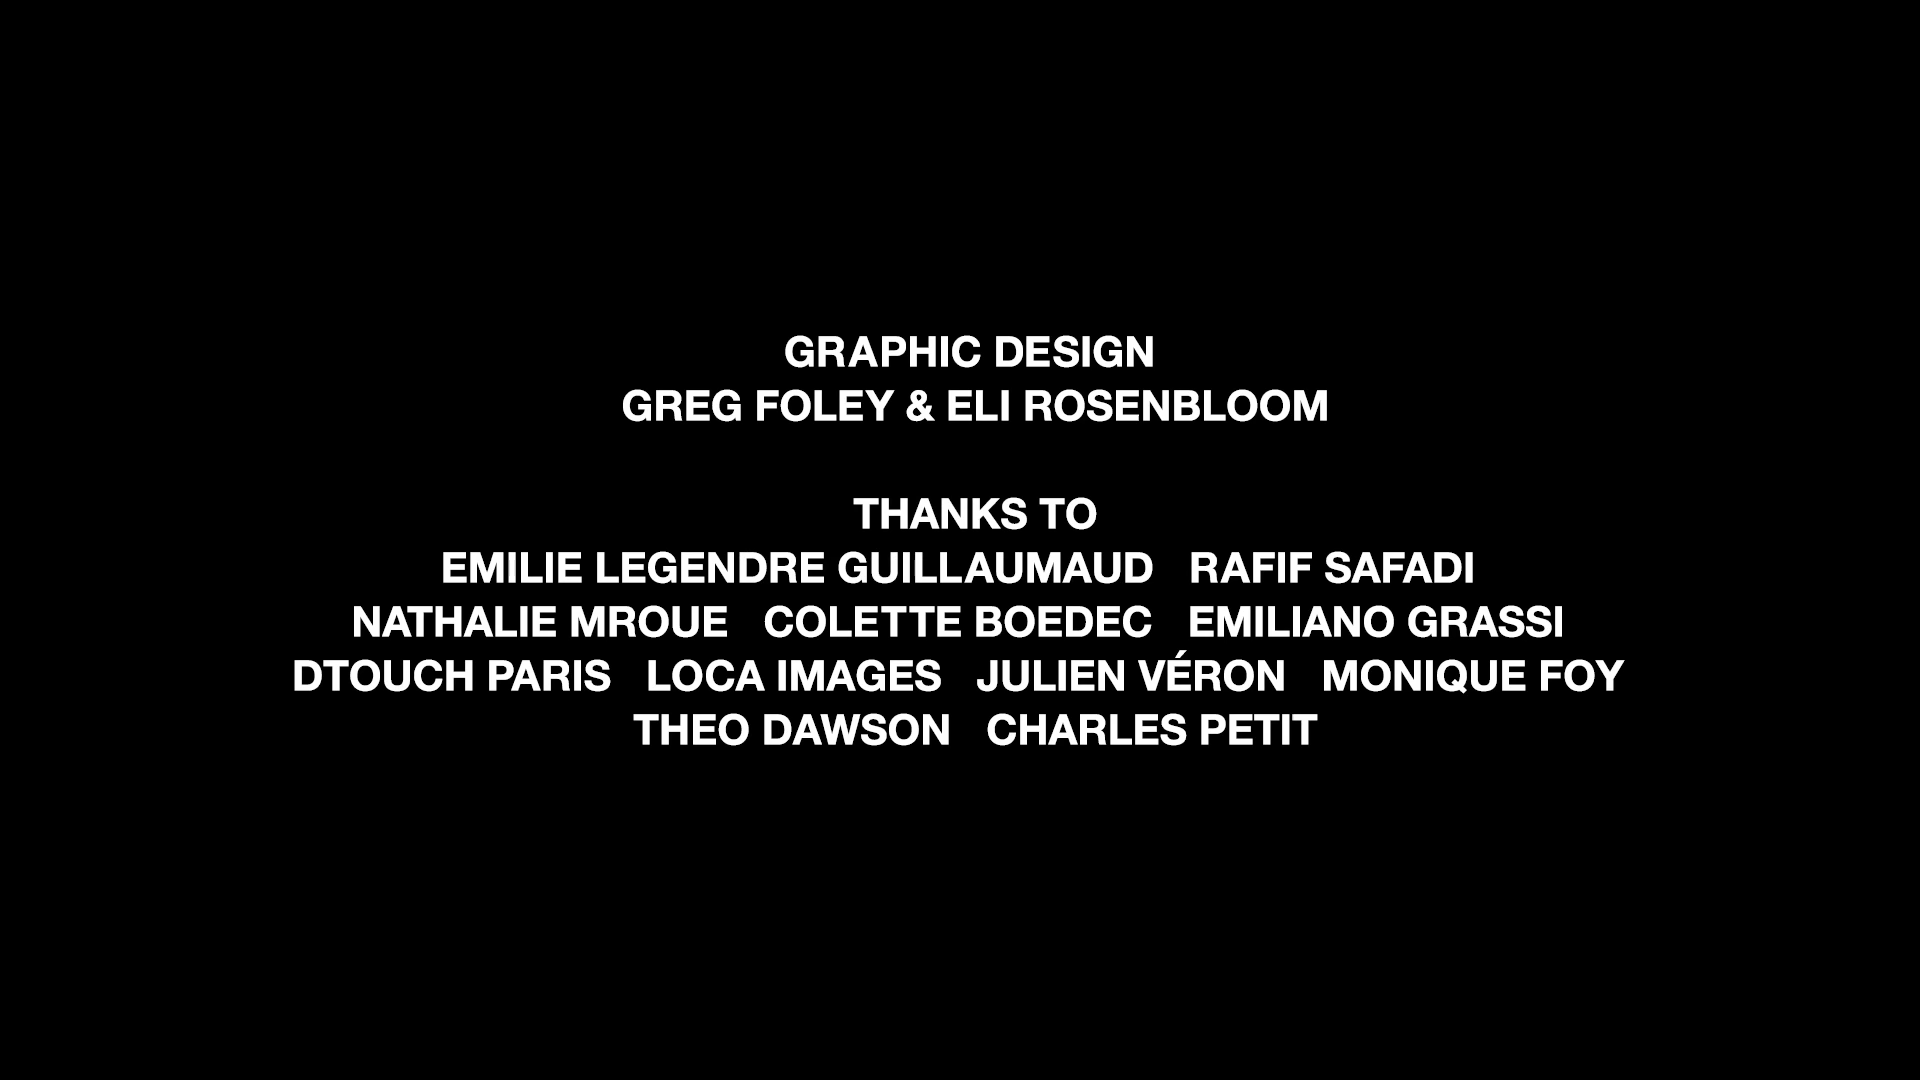 GRAPHIC DESIGN
GREG FOLEY & ELI ROSENBLOOM
THANKS TO
EMILIE LEGENDRE GUILLAUMAUD RAFIF SAFADI
NATHALIE MROUE COLETTE BOEDEC EMILIANO GRASSI
DTOUCH PARIS LOCA IMAGES JULIEN VÉRON MONIQUE FOY
THEO DAWSON CHARLES PETIT